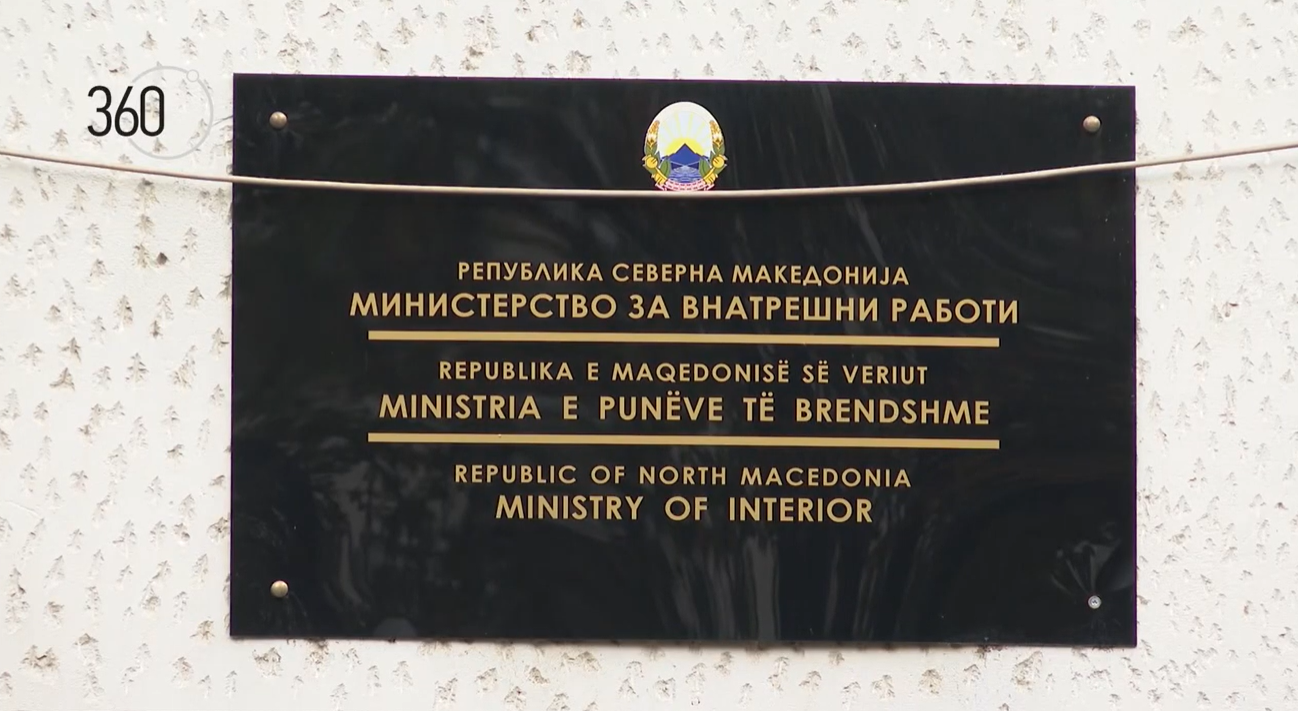 360
РЕПУБЛИКА СЕВЕРНА МАКЕДОНИЈА
МИНИСТЕРСТВО ЗА ВНАТРЕШНИ РАБОТИ
REPUBLIKA E MAQEDONISË SË VERIUT
MINISTRIA E PUNËVE TË BRENDSHME
REPUBLIC OF NORTH MACEDONIA
MINISTRY OF INTERIOR